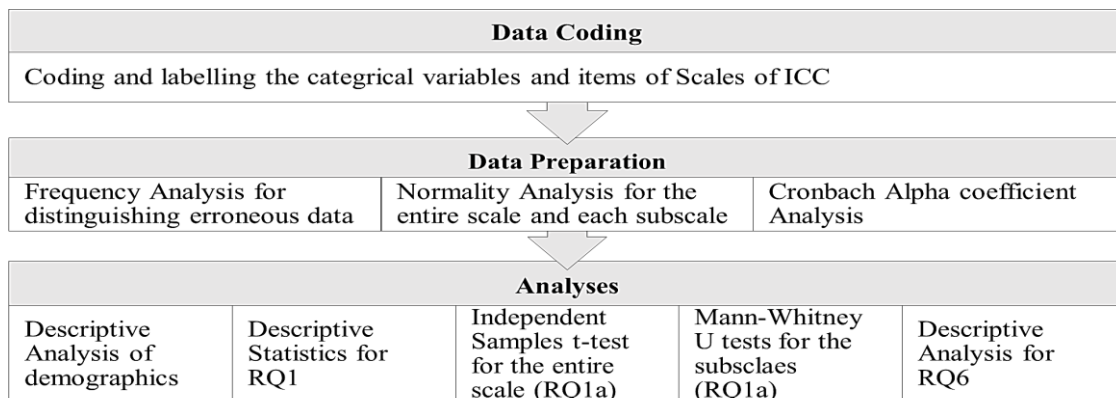 Data Coding
Coding and labelling the categrical variables and items of Scales of ICC
Data Preparation
Frequency Analysis for
distinguishing erroneous data
Normality Analysis for the
entire scale and each subscale
Cronbach Alpha coefficient
Analysis
Analyses
Descriptive
Analysis of
demographics
Descriptive
Statistics for
RQ1
Independent
Samples t-test
for the entire
scale (RQ1a)
Mann-Whitney
U tests for the
subsclaes
(RQ1a)
Descriptive
Analysis for
RQ6